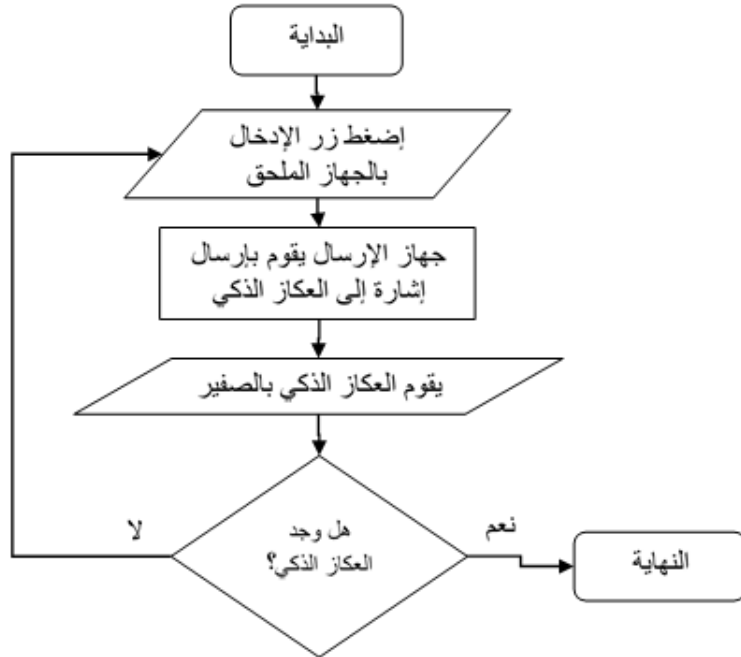 البداية
إضغط زر الإدخال
بالجهاز الملحق
جهاز الإرسال يقوم بإرسال
إشارة إلى العكاز الذكي
يقوم العكاز الذكي بالصفير
هل وجد
العكاز الذكي؟
نعم
لا
النهاية